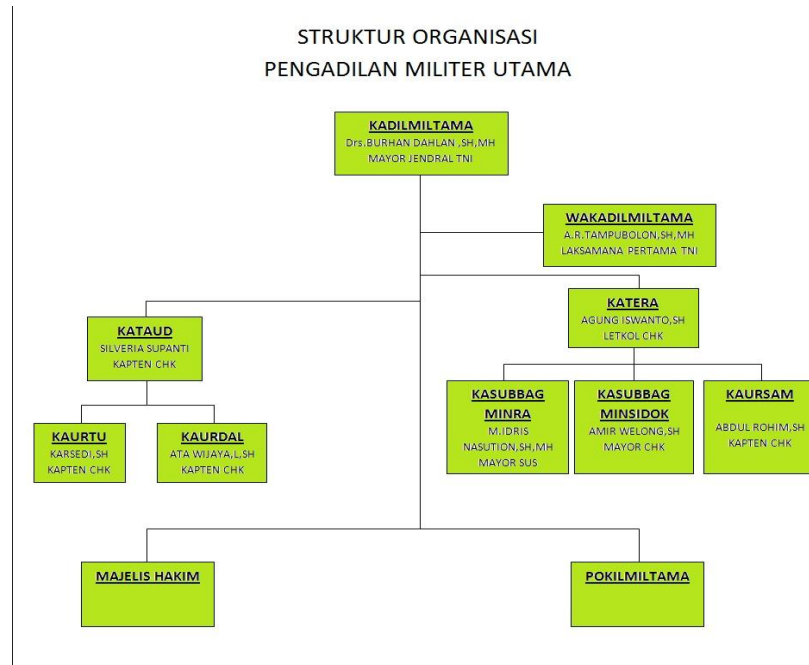 STRUKTUR ORGANISASI
PENGADILAN MILITER UTAMA
KADILMILTAMA
Drs.BURHAN DAHLAN ,SH,MH
MAYOR JENDRAL TNI
WAKADILMILTAMA
A.R.TAMPUBOLON,SH,MH
LAKSAMANA PERTAMA TNI
KATAUD
SILVERIA SUPANTI
KAPTEN CHK
KATERA
AGUNG ISWANTO,SH
LETKOL CHK
KAURTU
KARSEDI,SH
KAPTEN CHK
KAURDAL
ATA WIJAYA,L,SH
KAPTEN CHK
KASUBBAG
MINRA
M.IDRIS
NASUTION,SH,MH
MAYOR SUS
KASUBBAG
MINSIDOK
AMIR WELONG,SH
MAYOR CHK
KAURSAM
ABDUL ROHIM,SH
KAPTEN CHK
MAJELIS HAKIM
POKILMILTAMA